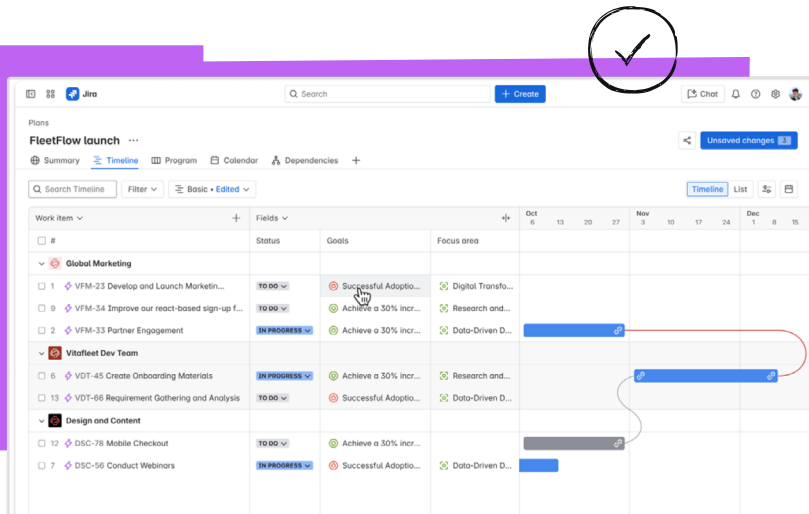 Jira
Search
+ Create
Chat
Plans
FleetFlow launch ...
Summary
Timeline
Program
Calendar
Dependencies
Search Timeline
Filter
Basic • Edited
Unsaved changes
Timeline
List
Work item
Fields
Oct
Nov
Dec
6 13 20 27 3 10 17 24 1 8 15
# Status Goals Focus area
Global Marketing
1 VFM-23 Develop and Launch Marketin... TO DO Successful Adoptio... Digital Transfo...
9 VFM-34 Improve our react-based sign-up f... TO DO Achieve a 30% incr... Research and...
2 VFM-33 Partner Engagement IN PROGRESS Achieve a 30% incr... Data-Driven D...
Vitafleet Dev Team
6 VDT-45 Create Onboarding Materials IN PROGRESS Achieve a 30% incr... Research and...
13 VDT-66 Requirement Gathering and Analysis TO DO Successful Adoptio... Data-Driven D...
Design and Content
12 DSC-78 Mobile Checkout TO DO Achieve a 30% incr...
7 DSC-56 Conduct Webinars IN PROGRESS Successful Adoptio... Data-Driven D...